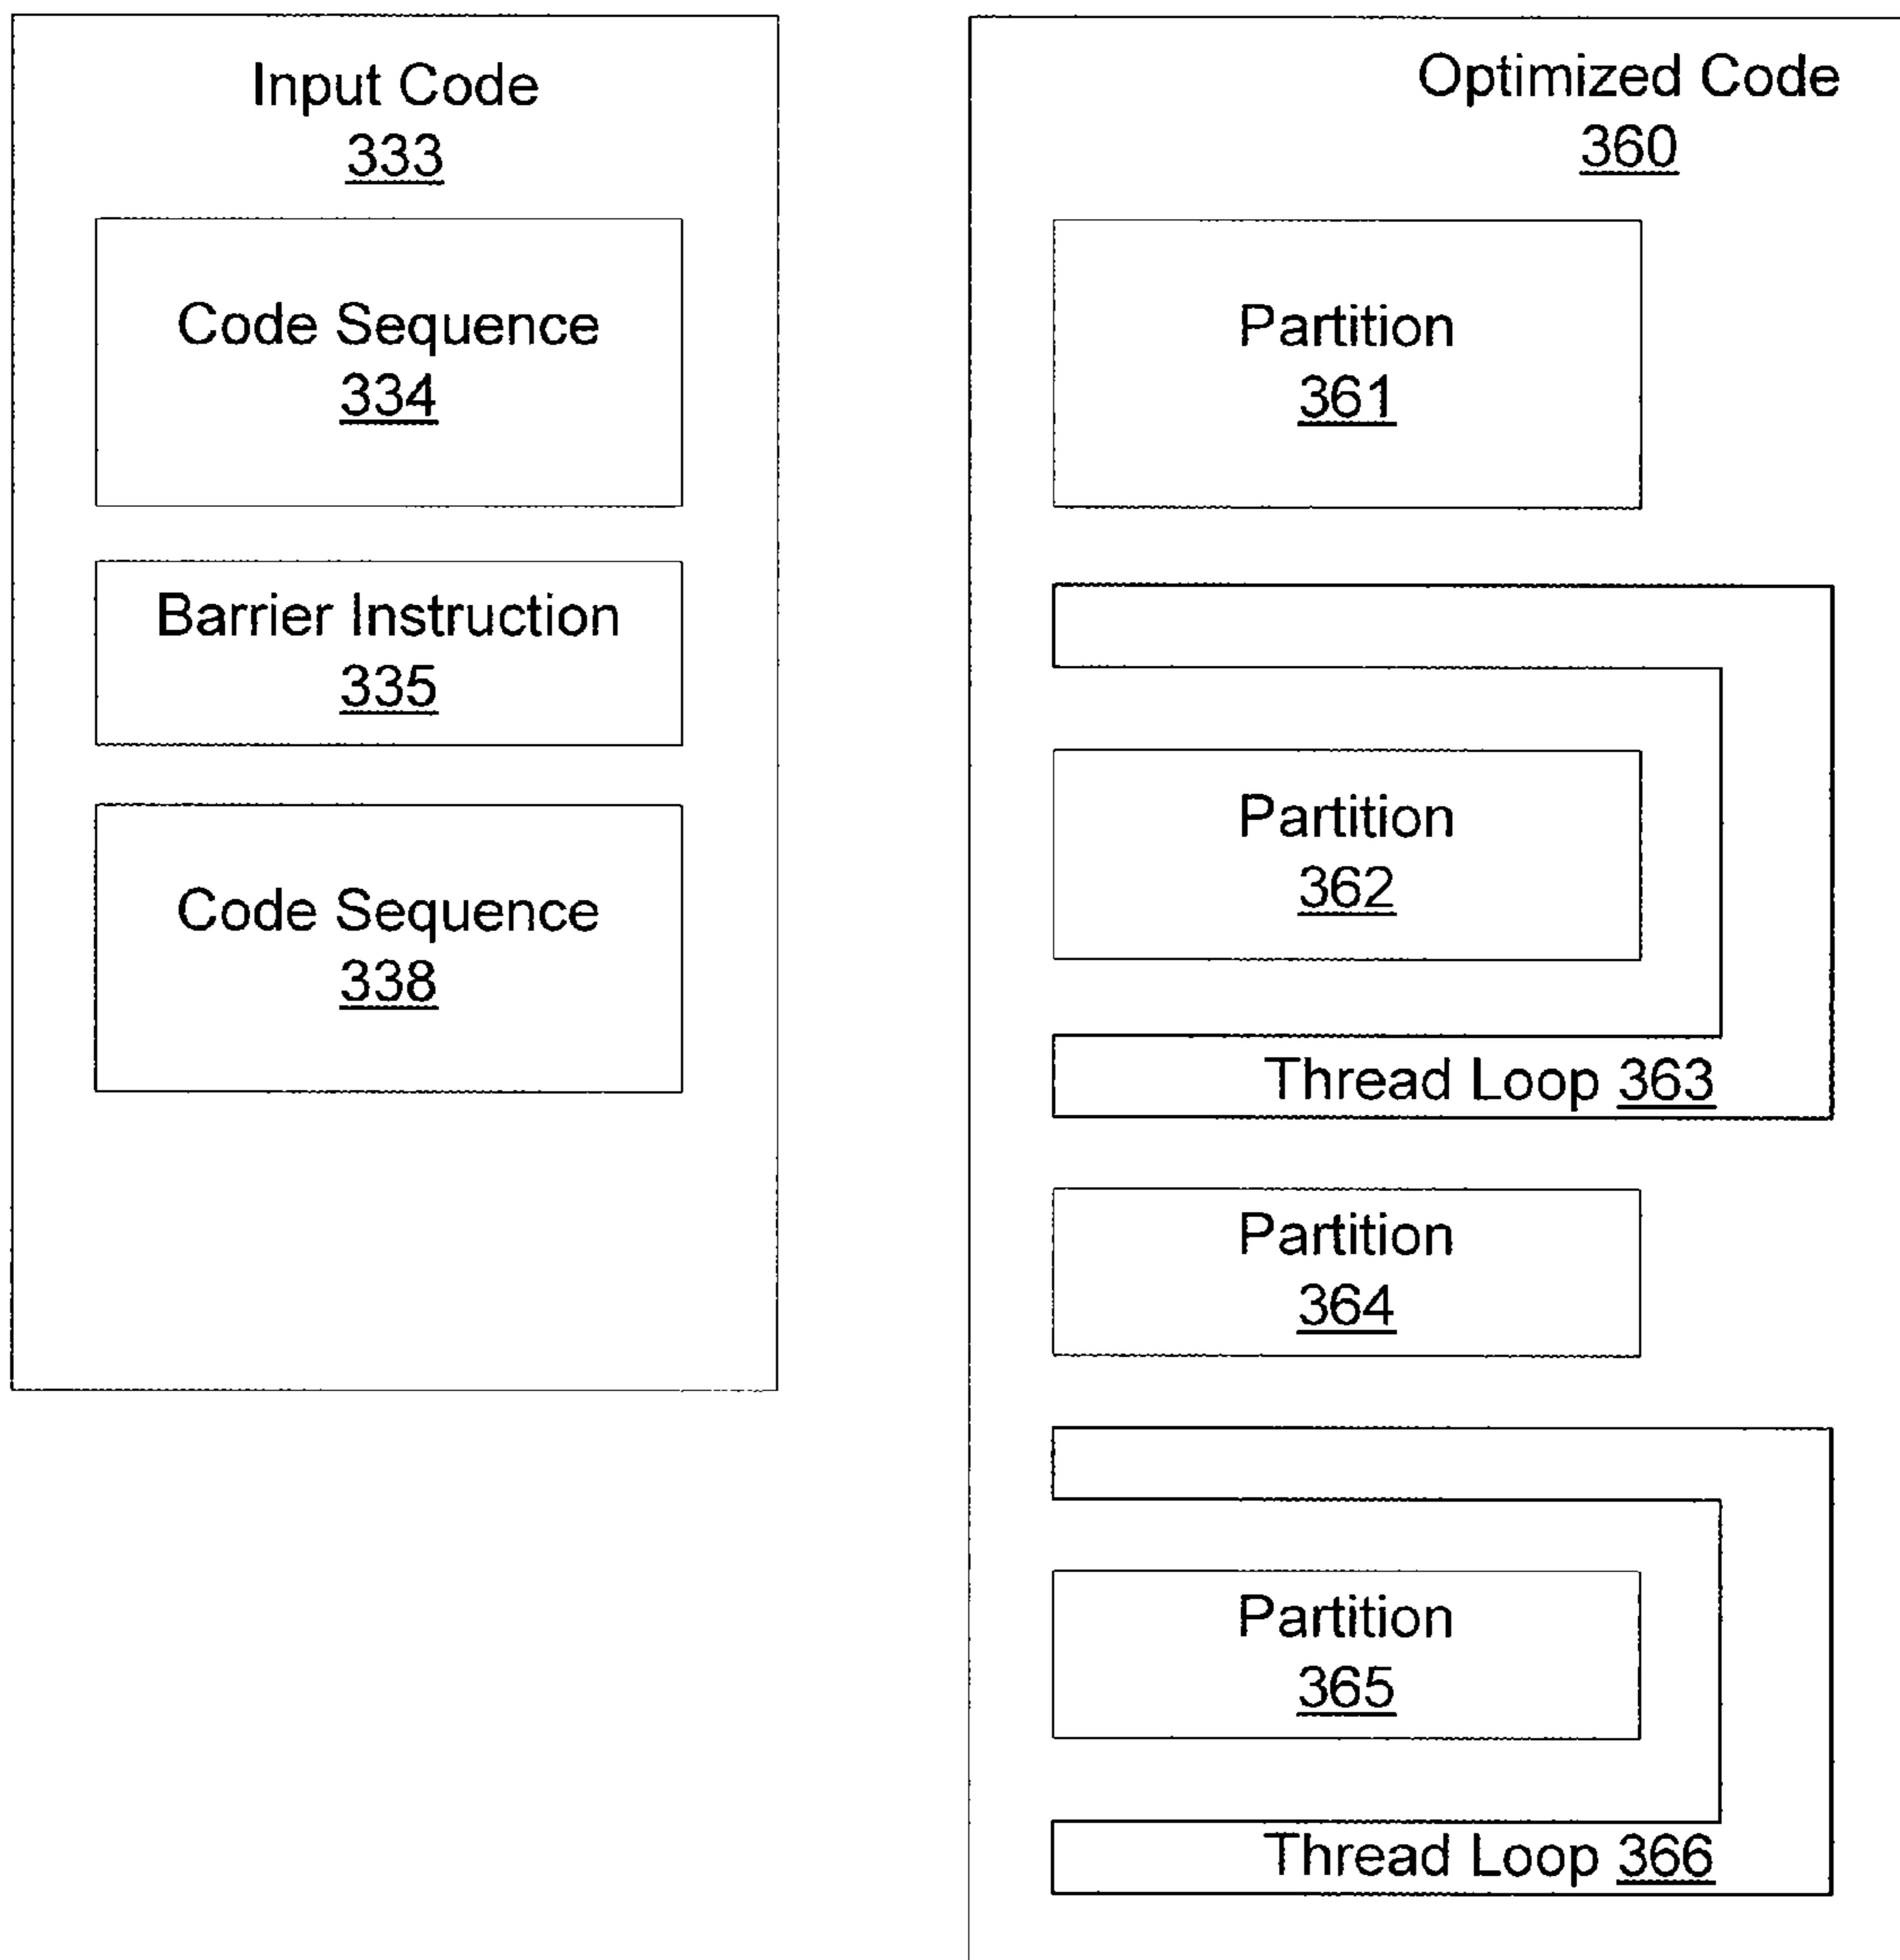 Input Code
333
Code Sequence
334
Barrier Instruction
335
Code Sequence
338
Optimized Code
360
Partition
361
Partition
362
Thread Loop 363
Partition
364
Partition
365
Thread Loop 366